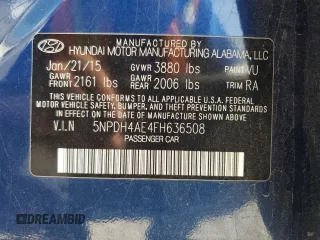 HYUNDAI MOTOR MANUFACTURING ALABAMA, LLC
Jan/21/15 GVWR 3880 lbs PAINT VU
GAWR FRONT 2161 lbs GAWR REAR 2006 lbs TRIM RA
THIS VEHICLE CONFORMS TO ALL APPLICABLE FEDERAL MOTOR
VEHICLE SAFETY, BUMPER, AND THEFT PREVENTION STANDARDS
IN EFFECT ON THE DATE OF MANUFACTURE SHOWN ABOVE.
V.I.N 5NPDH4AE4FH636508
PASSENGER CAR
© DREAMBID